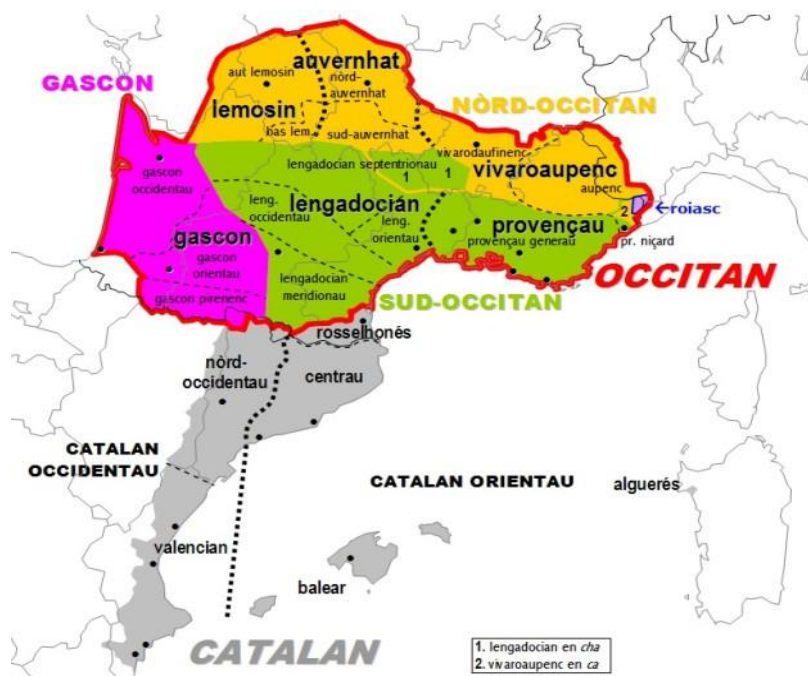 auvernhat
aut lemosin
nòrd-
auvernhat
GASCON
lemosin
NÒRD-OCCITAN
bas lem.
sud-auvernhat
vivarodaufinenc
lengadocian septentrionau
1
1
vivaroaupenc
gascon
occidentau
aupenc
leng.
occidentau
lengadocián
2
←roiasc
leng.
orientau
provençau
gascon
provençau generau
pr. niçard
gascon
orientau
OCCITAN
lengadocian
meridionau
gascon pirenenc
SUD-OCCITAN
rosselhonés
nòrd-
occidentau
centrau
CATALAN
OCCIDENTAU
CATALAN ORIENTAU
alguerés
valencian
balear
CATALAN
1. lengadocian en cha
2. vivaroaupenc en ca